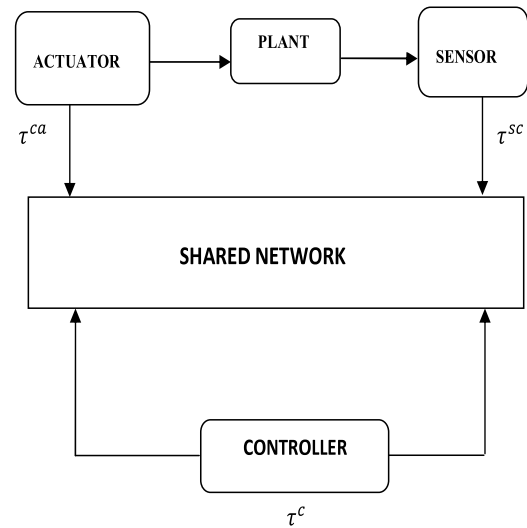 ACTUATOR
PLANT
SENSOR
τ^ca
τ^sc
SHARED NETWORK
CONTROLLER
τ^c